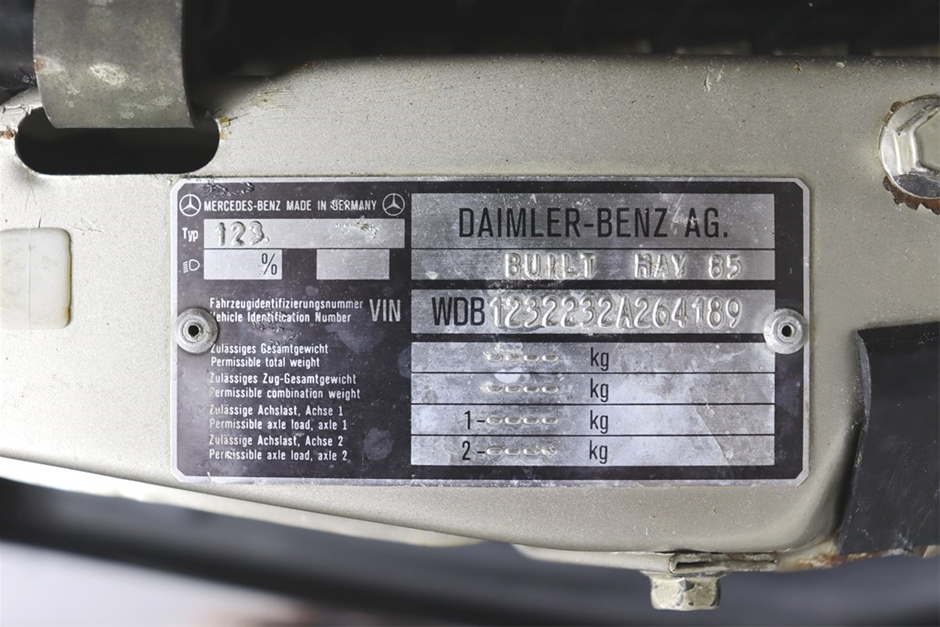 MERCEDES-BENZ MADE IN GERMANY
DAIMLER-BENZ AG.
Typ 123
% BUILT MAY 85
Fahrzeugidentifizierungsnummer
Vehicle Identification Number
VIN WDB1232232A264189
Zulässiges Gesamtgewicht
Permissible total weight
---- kg
Zulässiges Zug-Gesamtgewicht
Permissible combination weight
---- kg
Zulässige Achslast, Achse 1
Permissible axle load, axle 1
1- ---- kg
Zulässige Achslast, Achse 2
Permissible axle load, axle 2
2- ---- kg